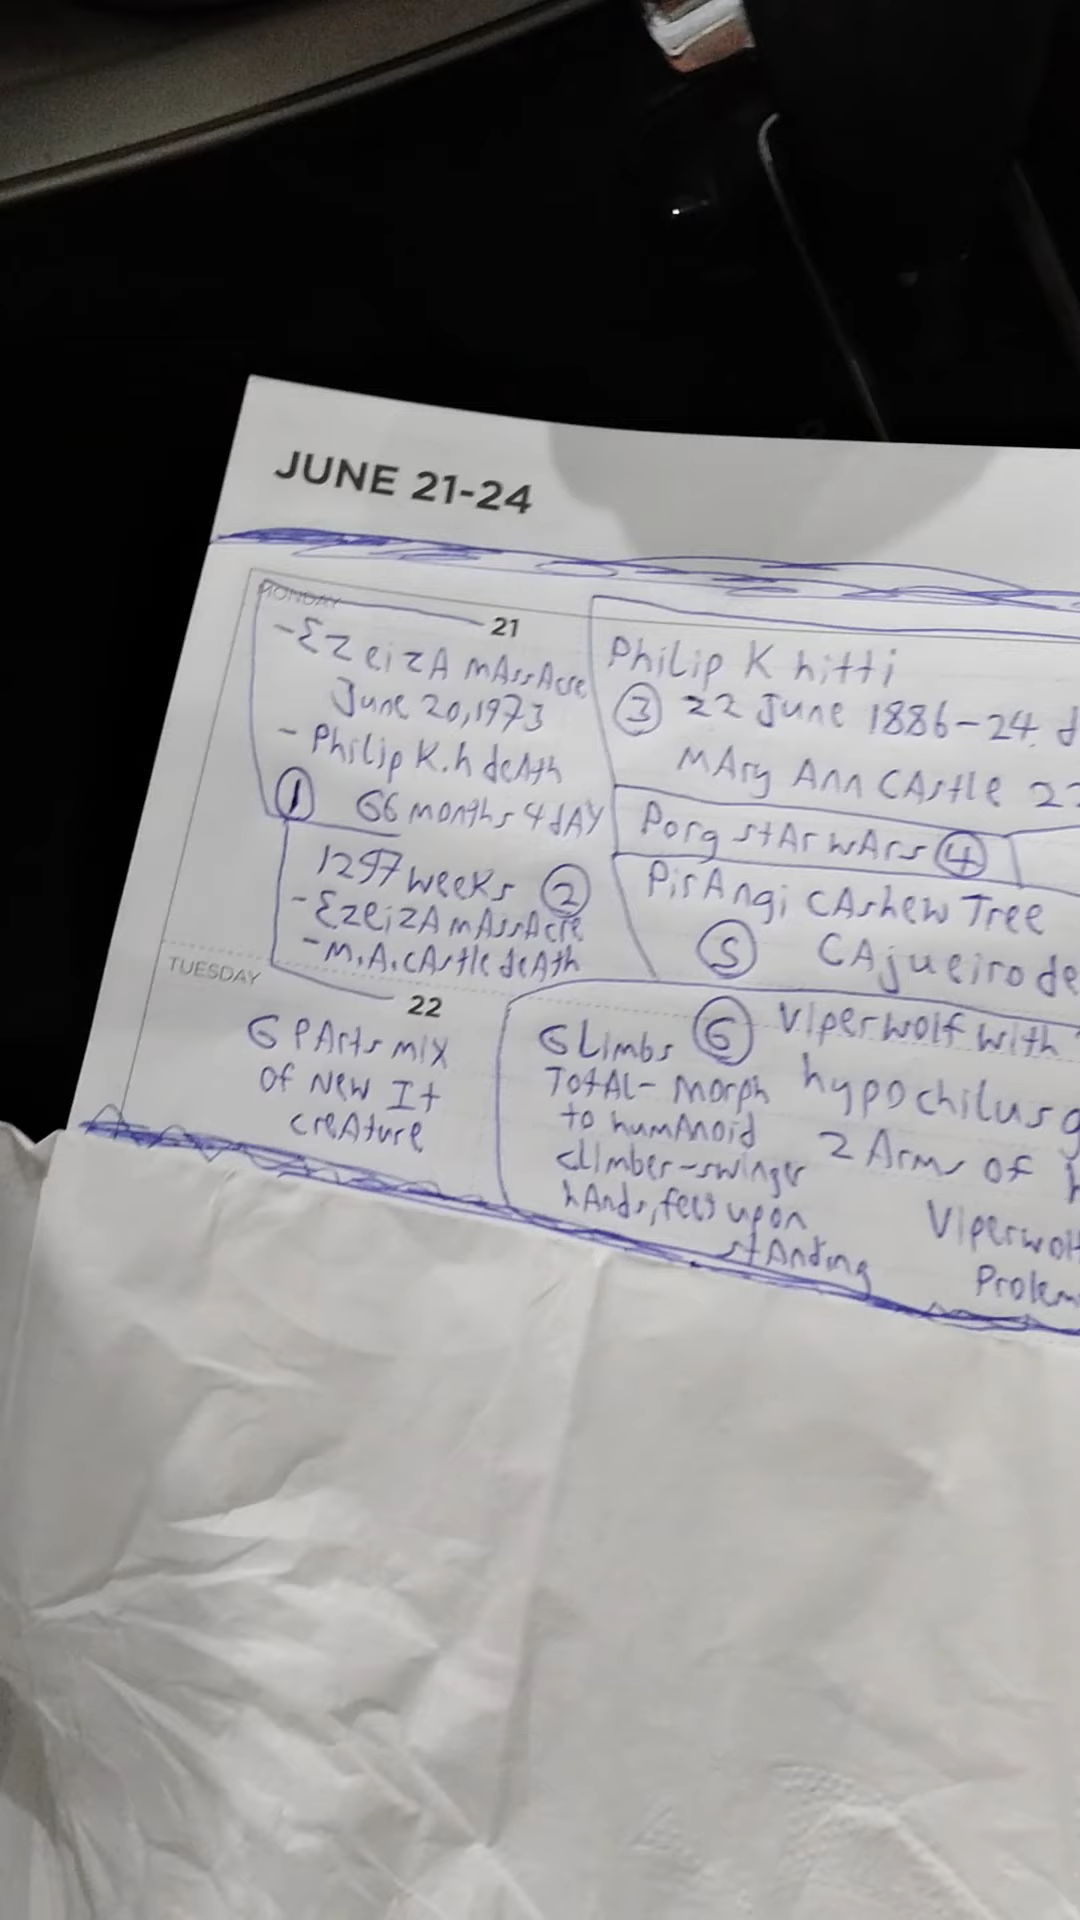 JUNE 21-24
MONDAY
21
-EzeizA mAssAcre
June 20,1973
- Philip K.h deAth
① 66 months 4 dAY
1297 weeks ②
- EzeizA mAssAcre
- M.A.CAstle deAth
Philip K hitti
③ 22 June 1886-24 d
MAry Ann CAstle 22
Porg stAr wArs ④
PirAngi CAshew Tree
⑤ CAjueiro de
TUESDAY
22
6 PArts mix
of New It
creAture
6 Limbs ⑥
TotAl- morph
to humAnoid
climber-swinger
hAnds, feet upon
stAnding
Viperwolf with
hypochilus g
2 Arms of
Viperwolf